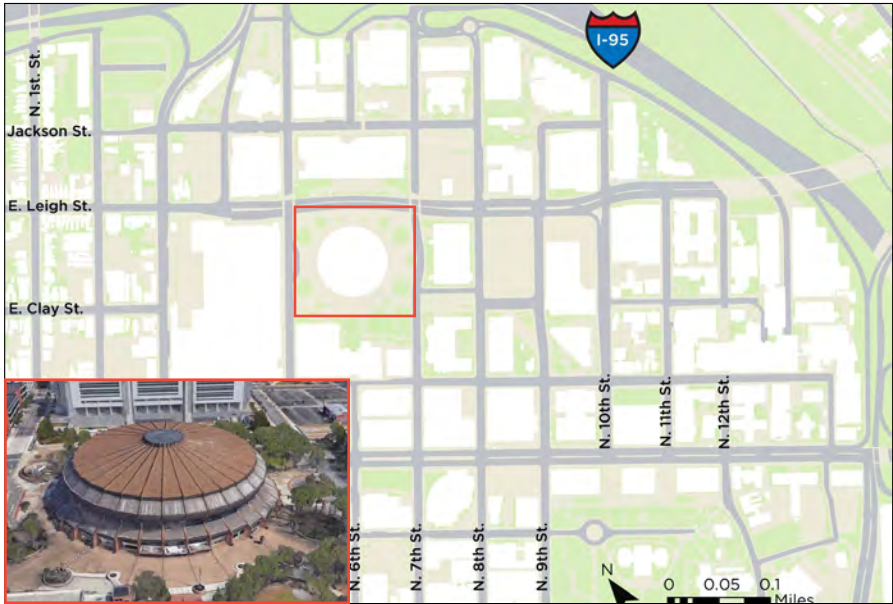 I-95
N. 1st. St.
Jackson St.
E. Leigh St.
E. Clay St.
N. 10th St.
N. 11th St.
N. 12th St.
N. 6th St.
N. 7th St.
N. 8th St.
N. 9th St.
N
0 0.05 0.1
Miles